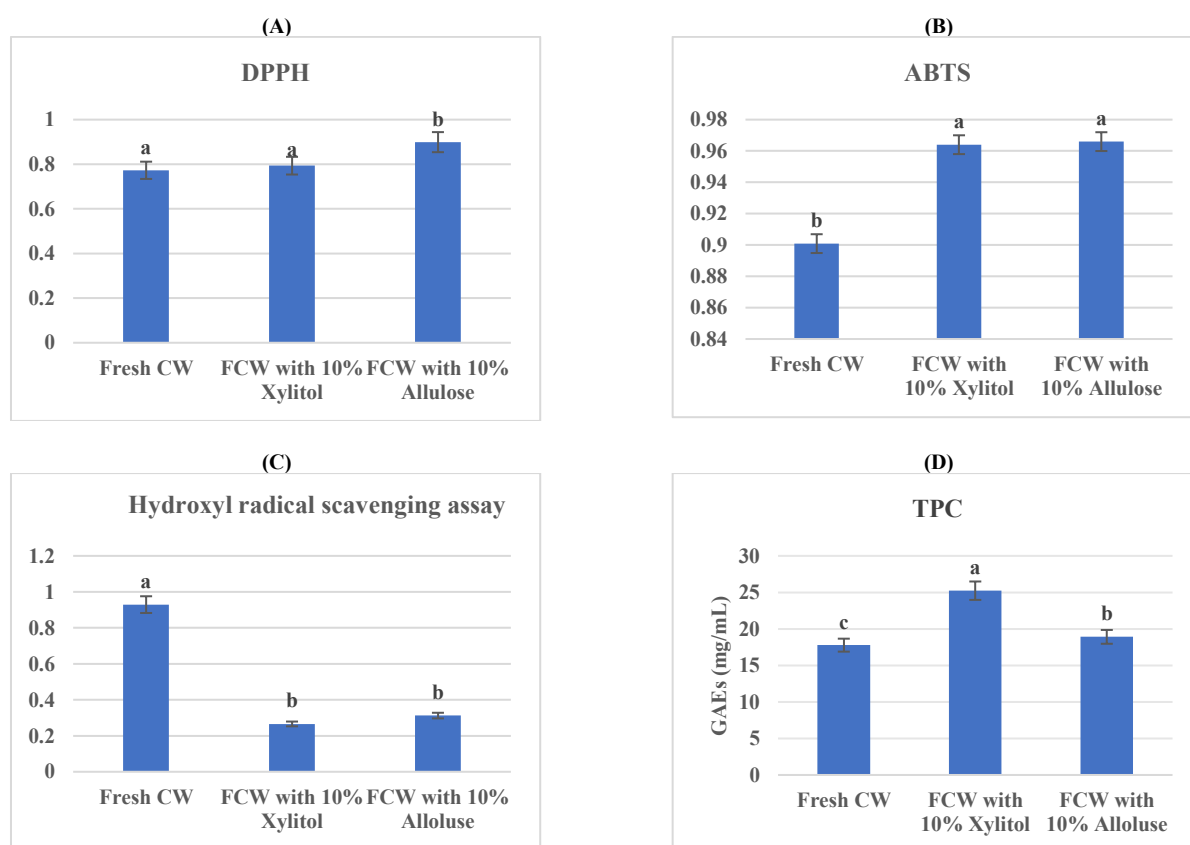 (A)
DPPH
1
0.8
0.6
0.4
0.2
0
a
a
b
Fresh CW
FCW with 10%
Xylitol
FCW with 10%
Allulose
(B)
ABTS
0.98
0.96
0.94
0.92
0.9
0.88
0.86
0.84
b
a
a
Fresh CW
FCW with
10% Xylitol
FCW with
10% Allulose
(C)
Hydroxyl radical scavenging assay
1.2
1
0.8
0.6
0.4
0.2
0
a
b
b
Fresh CW
FCW with 10%
Xylitol
FCW with 10%
Alloluse
(D)
TPC
GAEs (mg/mL)
30
25
20
15
10
5
0
c
a
b
Fresh CW
FCW with
10% Xylitol
FCW with
10% Alloluse